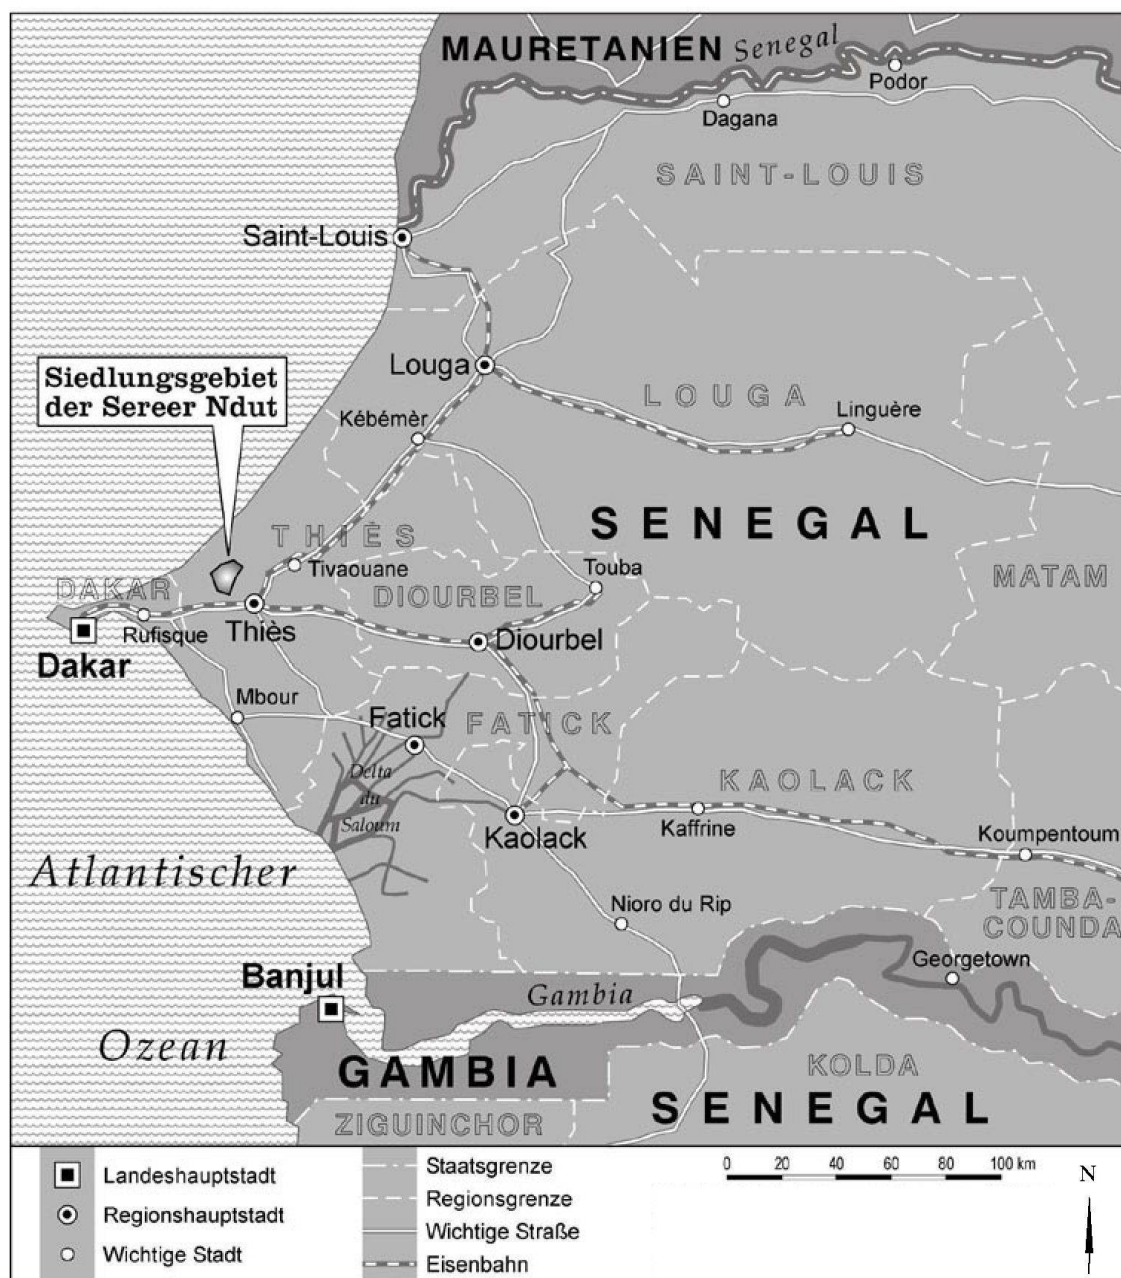 MAURETANIEN
Senegal
Podor
Dagana
SAINT-LOUIS
Saint-Louis
Louga
LOUGA
Linguère
Kébémèr
Siedlungsgebiet
der Sereer Ndut
SENEGAL
THIÈS
Tivaouane
Touba
MATAM
DAKAR
DIOURBEL
Rufisque
Thiès
Diourbel
Dakar
Mbour
Fatick
FATICK
Delta
du
Saloum
KAOLACK
Kaolack
Kaffrine
Koumpentoum
Atlantischer
TAMBA-
COUNDA
Nioro du Rip
Georgetown
Banjul
Gambia
Ozean
GAMBIA
KOLDA
SENEGAL
ZIGUINCHOR
Landeshauptstadt
Regionshauptstadt
Wichtige Stadt
Staatsgrenze
Regionsgrenze
Wichtige Straße
Eisenbahn
0 20 40 60 80 100 km
N